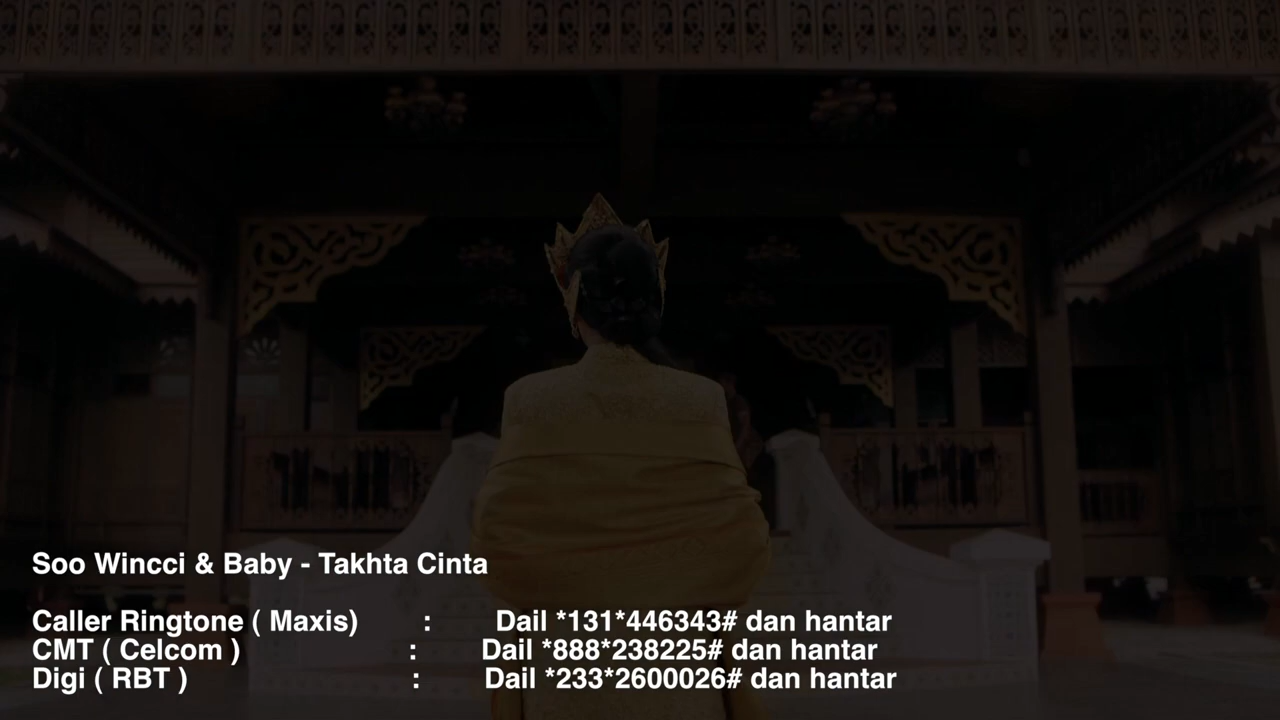 Soo Wincci & Baby - Takhta Cinta
Caller Ringtone ( Maxis) : Dail *131*446343# dan hantar
CMT ( Celcom ) : Dail *888*238225# dan hantar
Digi ( RBT ) : Dail *233*2600026# dan hantar